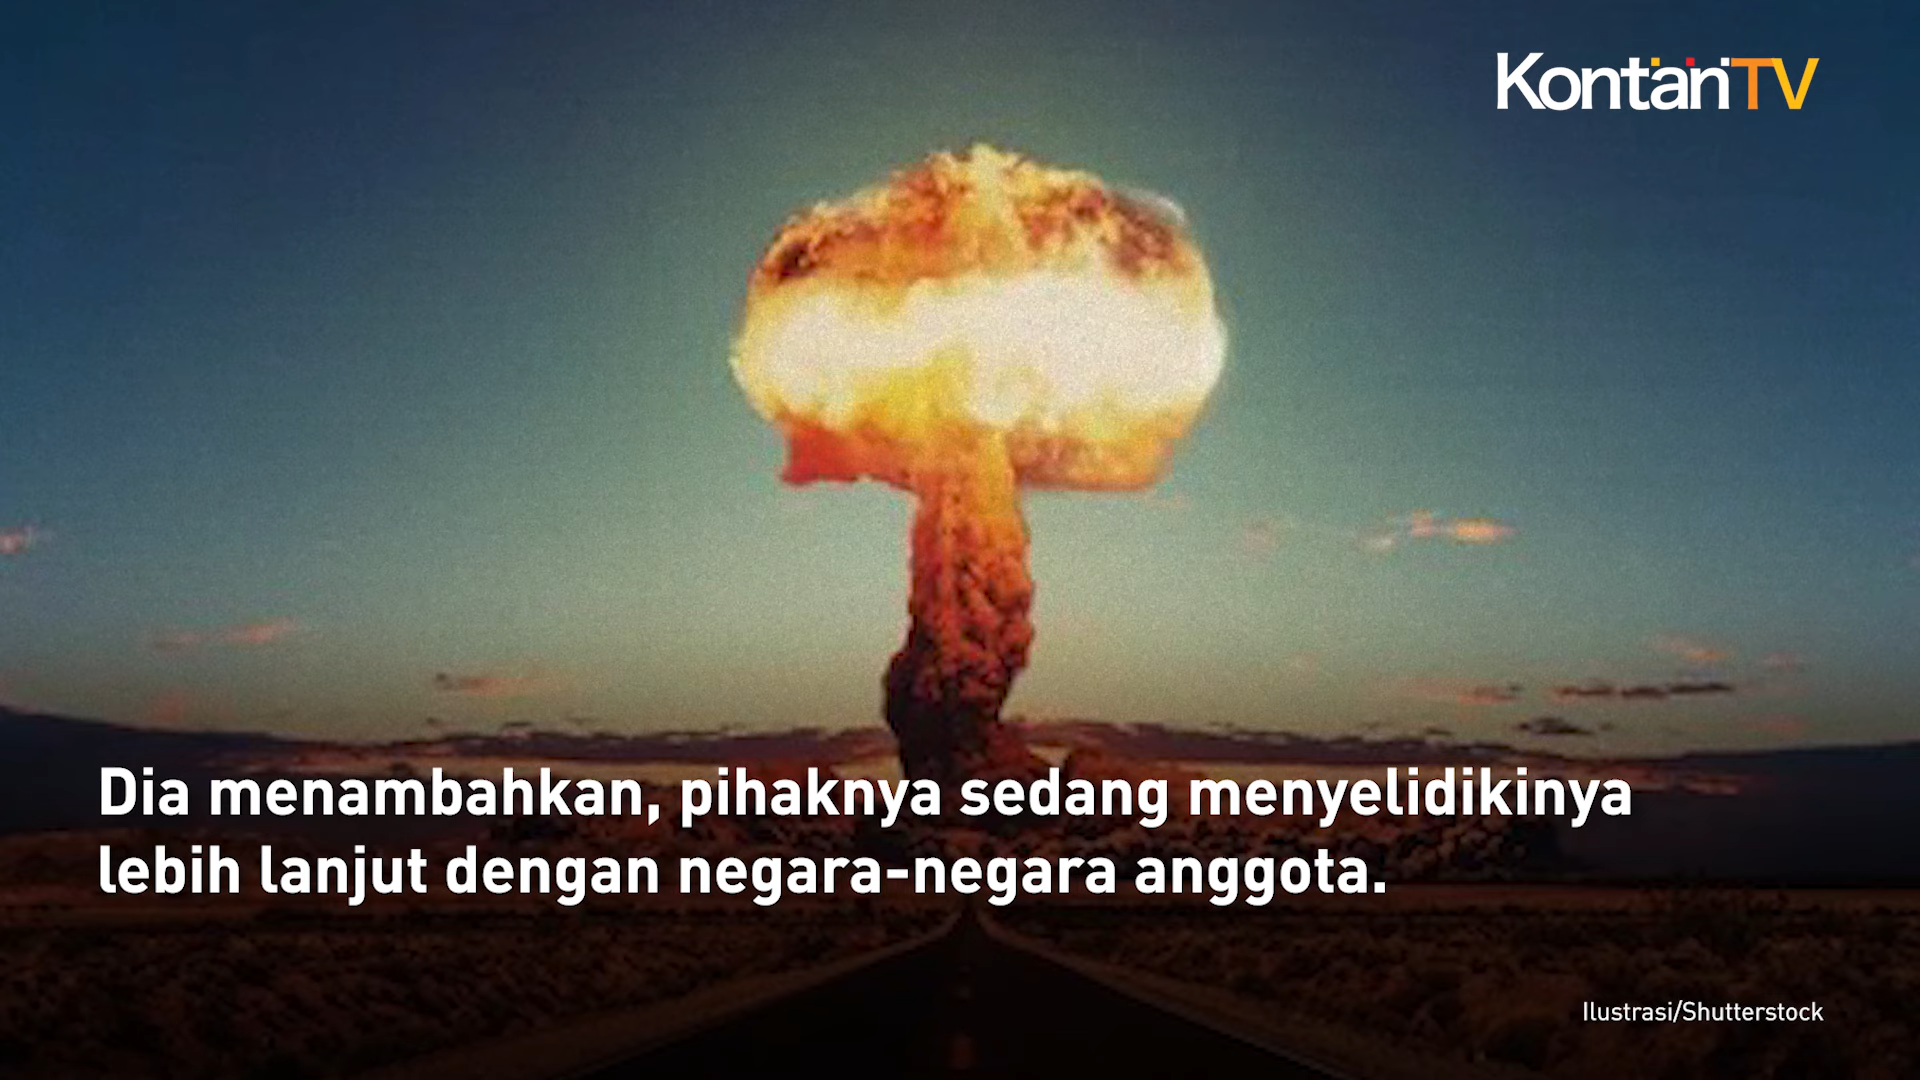 KontanTV
Dia menambahkan, pihaknya sedang menyelidikinya
lebih lanjut dengan negara-negara anggota.
Ilustrasi/Shutterstock